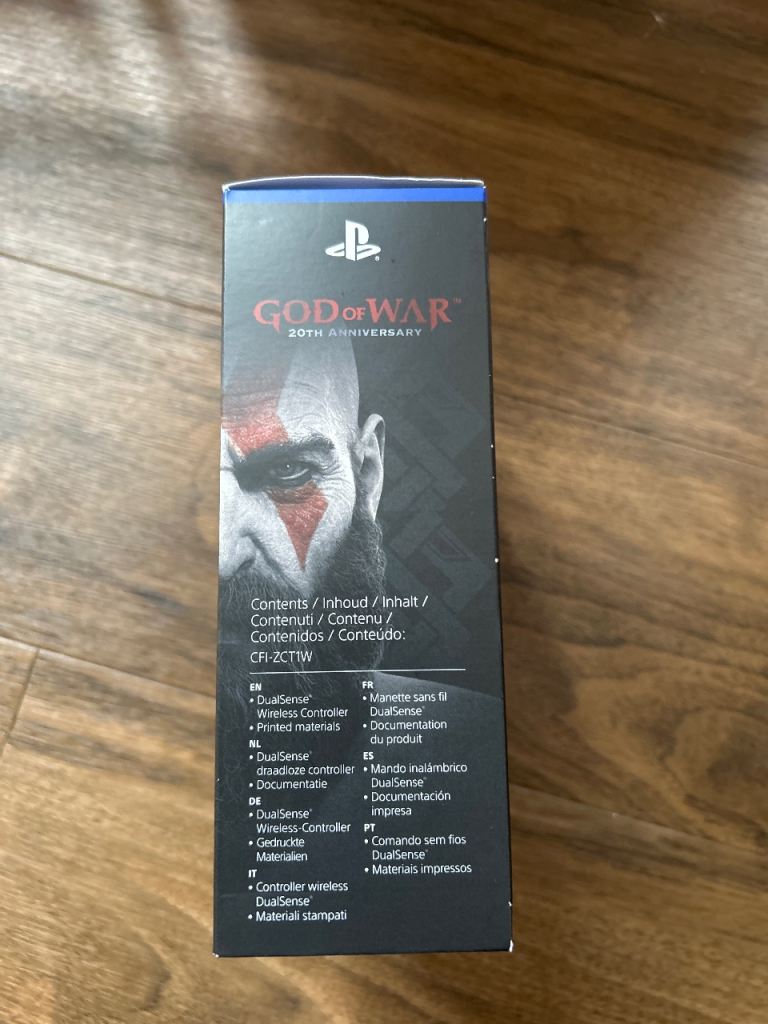 GOD OF WAR™
20TH ANNIVERSARY
Contents / Inhoud / Inhalt /
Contenuti / Contenu /
Contenidos / Conteúdo:
CFI-ZCT1W
EN
• DualSense®
Wireless Controller
• Printed materials
NL
• DualSense®
draadloze controller
• Documentatie
DE
• DualSense®
Wireless-Controller
• Gedruckte
Materialien
IT
• Controller wireless
DualSense®
• Materiali stampati
FR
• Manette sans fil
DualSense®
• Documentation
du produit
ES
• Mando inalámbrico
DualSense®
• Documentación
impresa
PT
• Comando sem fios
DualSense®
• Materiais impressos